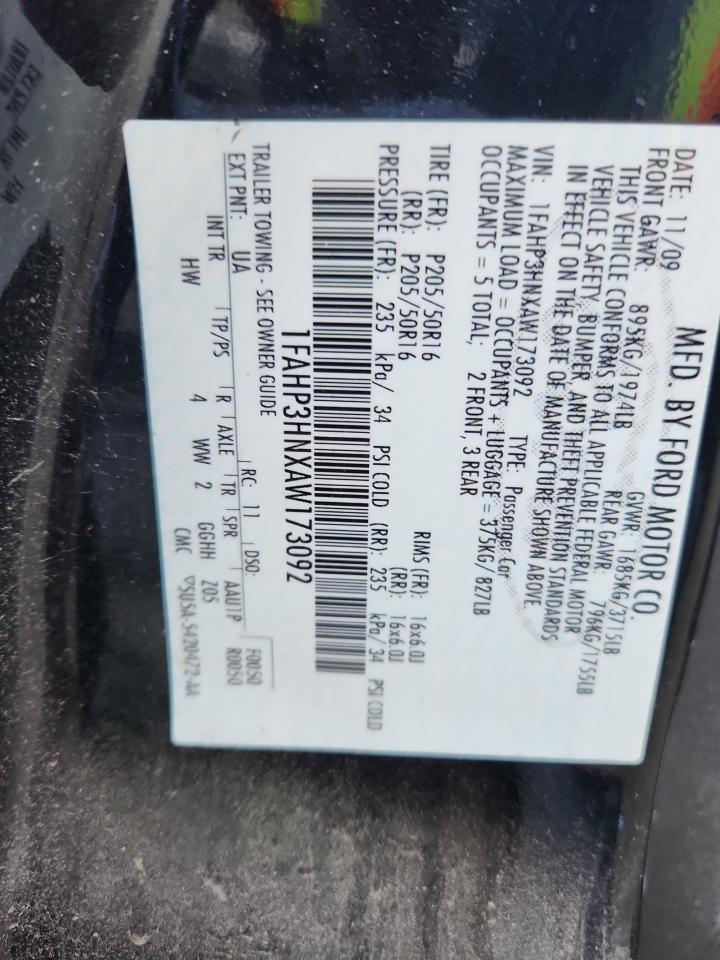 MFD. BY FORD MOTOR CO.
DATE: 11/09 GVWR: 1685KG/3715LB
FRONT GAWR: 895KG/1974LB REAR GAWR: 796KG/1755LB
THIS VEHICLE CONFORMS TO ALL APPLICABLE FEDERAL MOTOR
VEHICLE SAFETY, BUMPER, AND THEFT PREVENTION STANDARDS
IN EFFECT ON THE DATE OF MANUFACTURE SHOWN ABOVE.
VIN: 1FAHP3HNXAW173092 TYPE: Passenger Car
MAXIMUM LOAD = OCCUPANTS + LUGGAGE = 375KG/ 827LB
OCCUPANTS = 5 TOTAL; 2 FRONT, 3 REAR
TIRE (FR): P205/50R16 RIMS (FR): 16x6.0J
(RR): P205/50R16 (RR): 16x6.0J
PRESSURE (FR): 235 kPa/ 34 PSI COLD (RR): 235 kPa/ 34 PSI COLD
1FAHP3HNXAW173092
TRAILER TOWING - SEE OWNER GUIDE
EXT PNT: UA RC: 11 DSO: F0050
R0050
INT TR TP/PS R AXLE TR SPR AAU1P
HW 4 WW 2 GGHH Z05
CMC ▽5U5A-5420472-AA